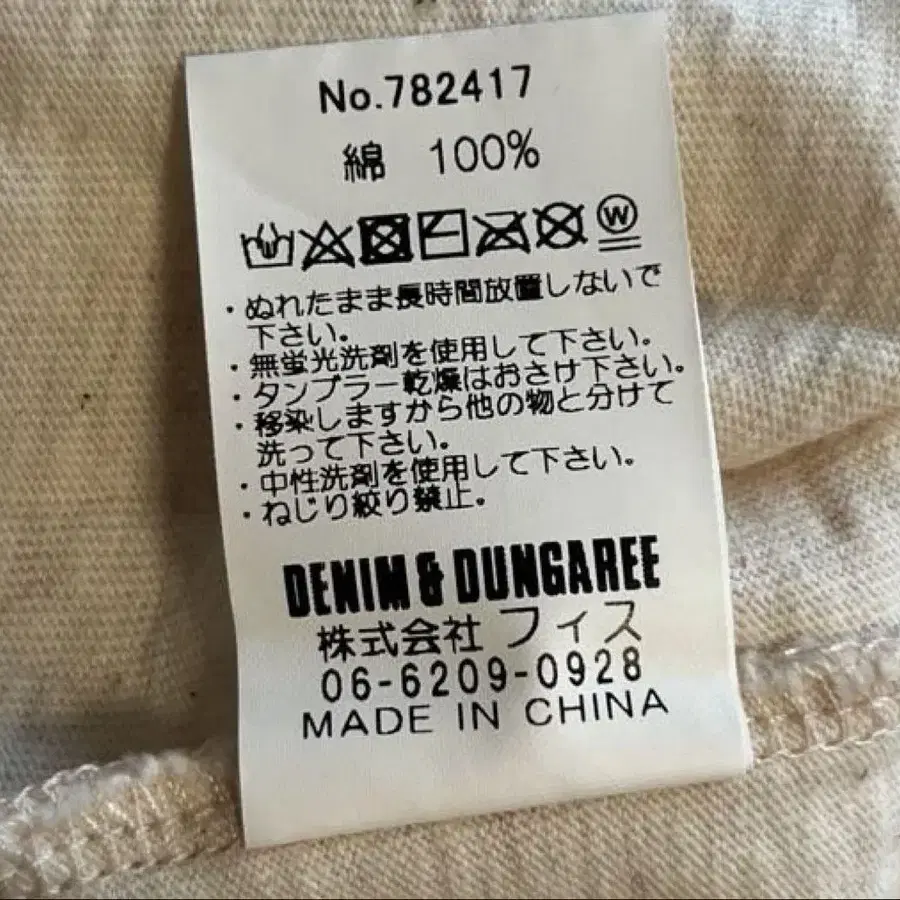 No.782417
綿 100%
W
・ぬれたまま長時間放置しないで
下さい。
・無蛍光洗剤を使用して下さい。
・タンブラー乾燥はおさけ下さい。
・移染しますから他の物と分けて
洗って下さい。
・中性洗剤を使用して下さい。
・ねじり絞り禁止。
DENIM & DUNGAREE
株式会社 フィス
06-6209-0928
MADE IN CHINA